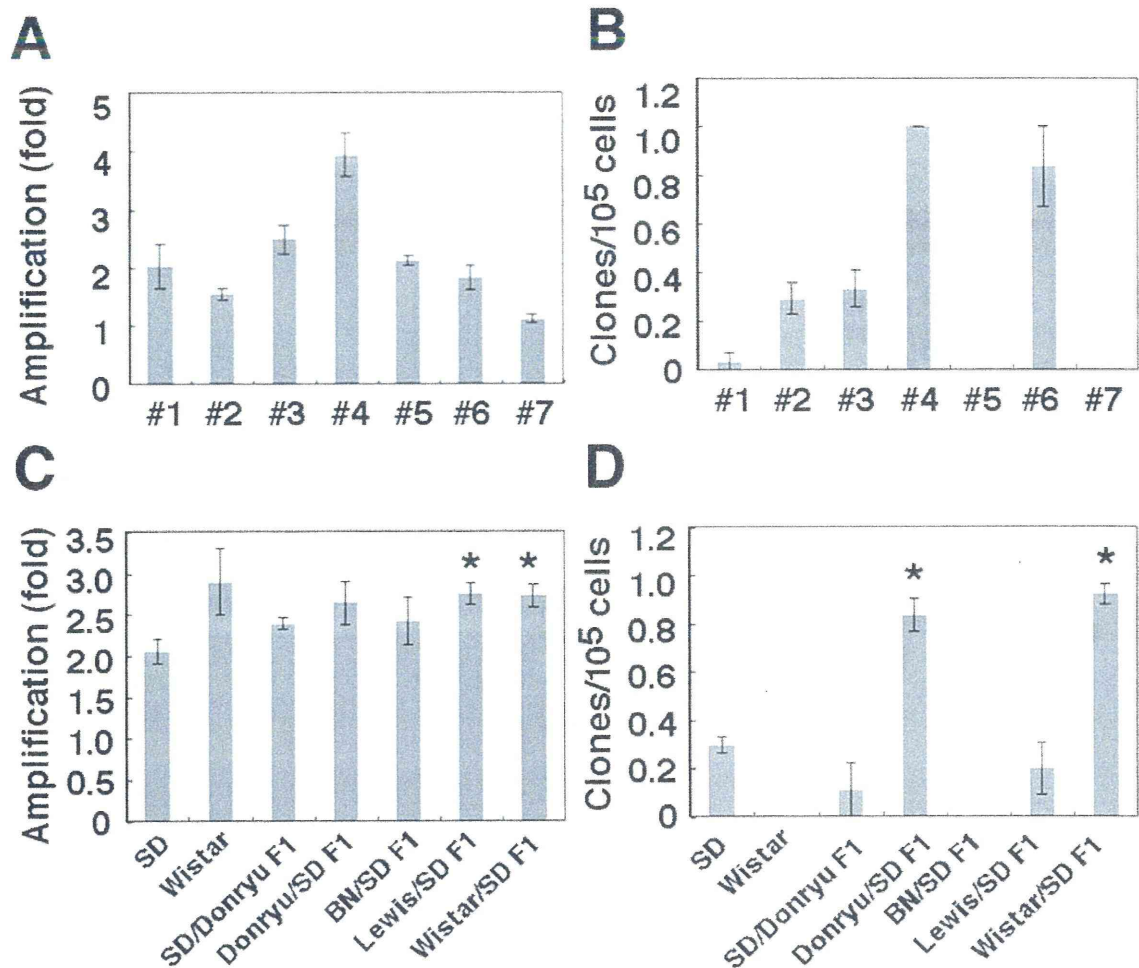 A
Amplification (fold)
5
4
3
2
1
0
#1 #2 #3 #4 #5 #6 #7
B
Clones/10⁵ cells
1.2
1.0
0.8
0.6
0.4
0.2
0
#1 #2 #3 #4 #5 #6 #7
C
Amplification (fold)
3.5
3.0
2.5
2.0
1.5
1.0
0.5
0
* *
SD
Wistar
SD/Donryu F1
Donryu/SD F1
BN/SD F1
Lewis/SD F1
Wistar/SD F1
D
Clones/10⁵ cells
1.2
1.0
0.8
0.6
0.4
0.2
0
* *
SD
Wistar
SD/Donryu F1
Donryu/SD F1
BN/SD F1
Lewis/SD F1
Wistar/SD F1